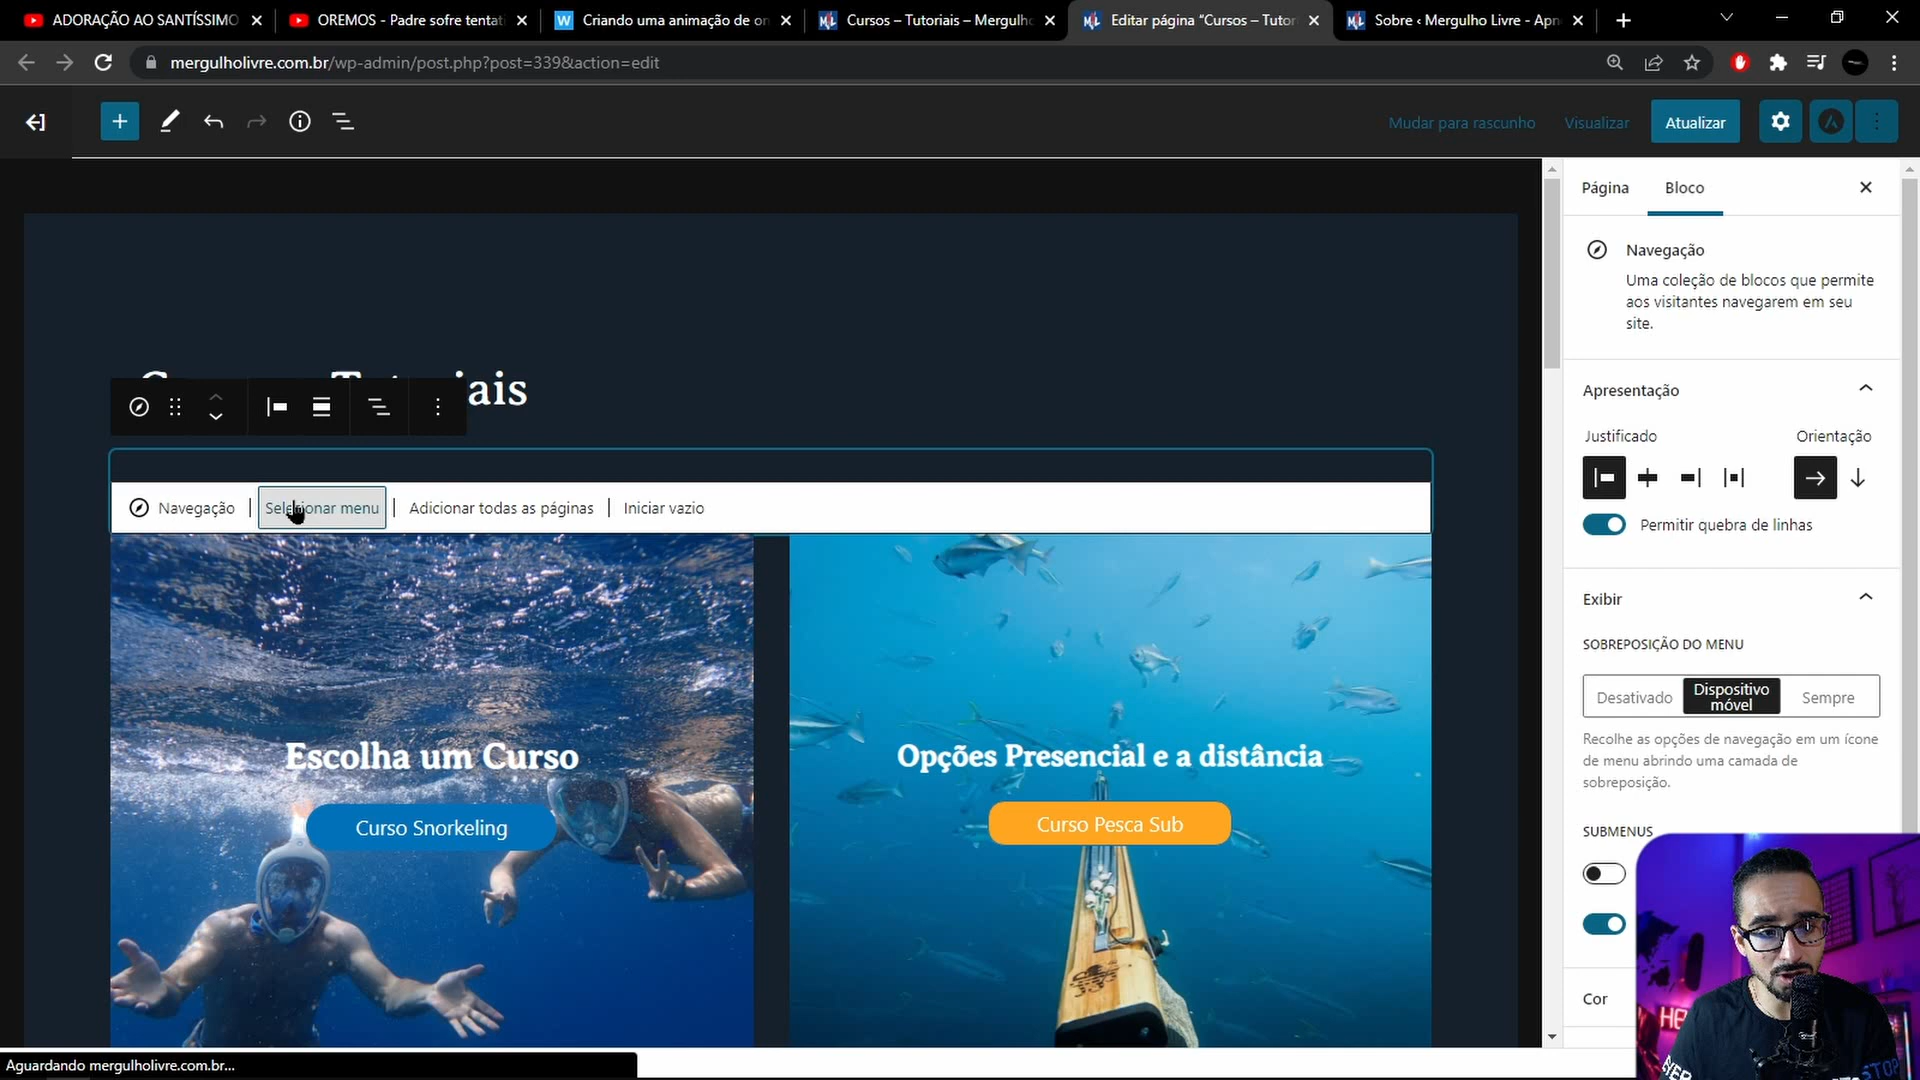 ADORAÇÃO AO SANTÍSSIMO
OREMOS - Padre sofre tentati
Criando uma animação de on
Cursos – Tutoriais – Mergulho
Editar página “Cursos – Tutor
Sobre ‹ Mergulho Livre - Apn
mergulholivre.com.br/wp-admin/post.php?post=339&action=edit
Mudar para rascunho
Visualizar
Atualizar
Página
Bloco
Navegação
Uma coleção de blocos que permite
aos visitantes navegarem em seu
site.
Apresentação
Justificado
Orientação
Permitir quebra de linhas
Exibir
SOBREPOSIÇÃO DO MENU
Desativado
Dispositivo
móvel
Sempre
Recolhe as opções de navegação em um ícone
de menu abrindo uma camada de
sobreposição.
SUBMENUS
Cor
iais
Navegação
Selecionar menu
Adicionar todas as páginas
Iniciar vazio
Escolha um Curso
Curso Snorkeling
Opções Presencial e a distância
Curso Pesca Sub
Aguardando mergulholivre.com.br...